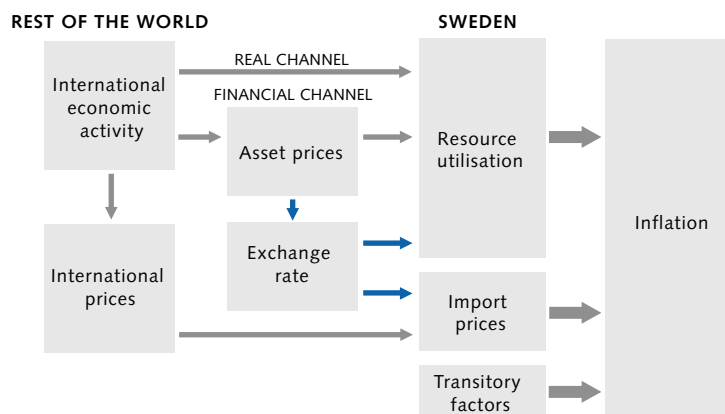 REST OF THE WORLD
SWEDEN
REAL CHANNEL
International
economic
activity
FINANCIAL CHANNEL
Asset prices
Resource
utilisation
Inflation
Exchange
rate
International
prices
Import
prices
Transitory
factors